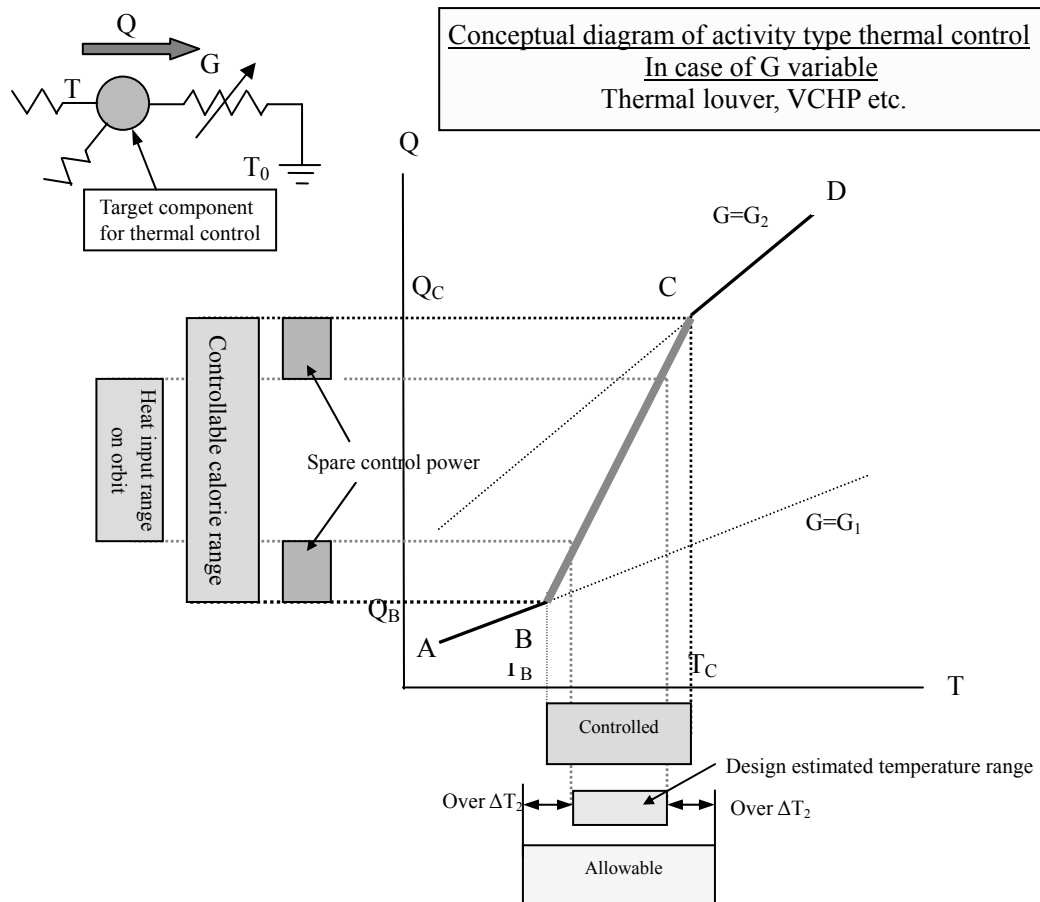 Q
G
T
T0
Target component
for thermal control
Conceptual diagram of activity type thermal control
In case of G variable
Thermal louver, VCHP etc.
Q
D
G=G2
QC
C
Controllable calorie range
Heat input range
on orbit
Spare control power
G=G1
QB
A
B
TB
TC
T
Controlled
Design estimated temperature range
Over ΔT2
Over ΔT2
Allowable